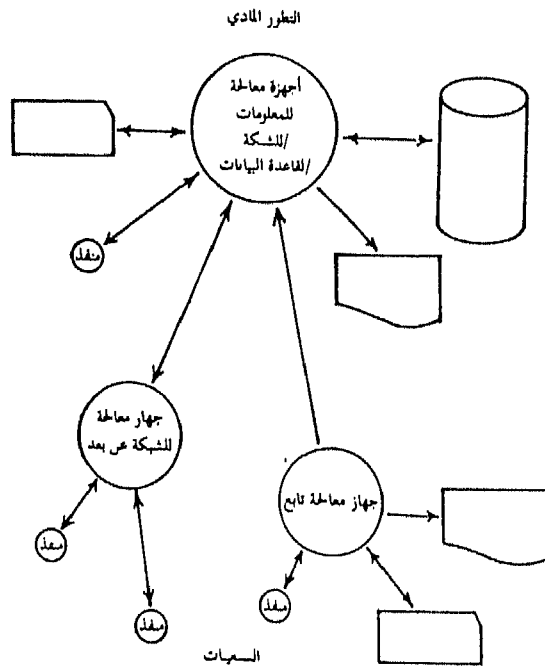 التطور المادي
أجهزة معالجة
للمعلومات
/للشبكة
/لقاعدة البيانات
منفذ
جهاز معالجة
للشبكة عن بعد
جهاز معالجة تابع
منفذ
منفذ
منفذ
السبعينات